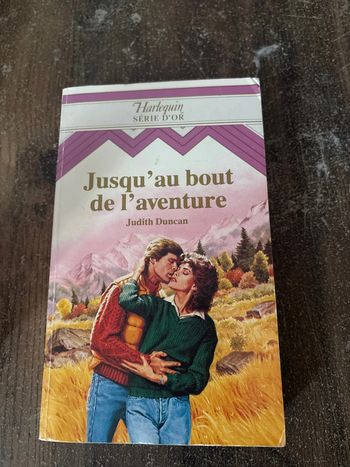 Harlequin
SÉRIE D'OR
Jusqu'au bout
de l'aventure
Judith Duncan